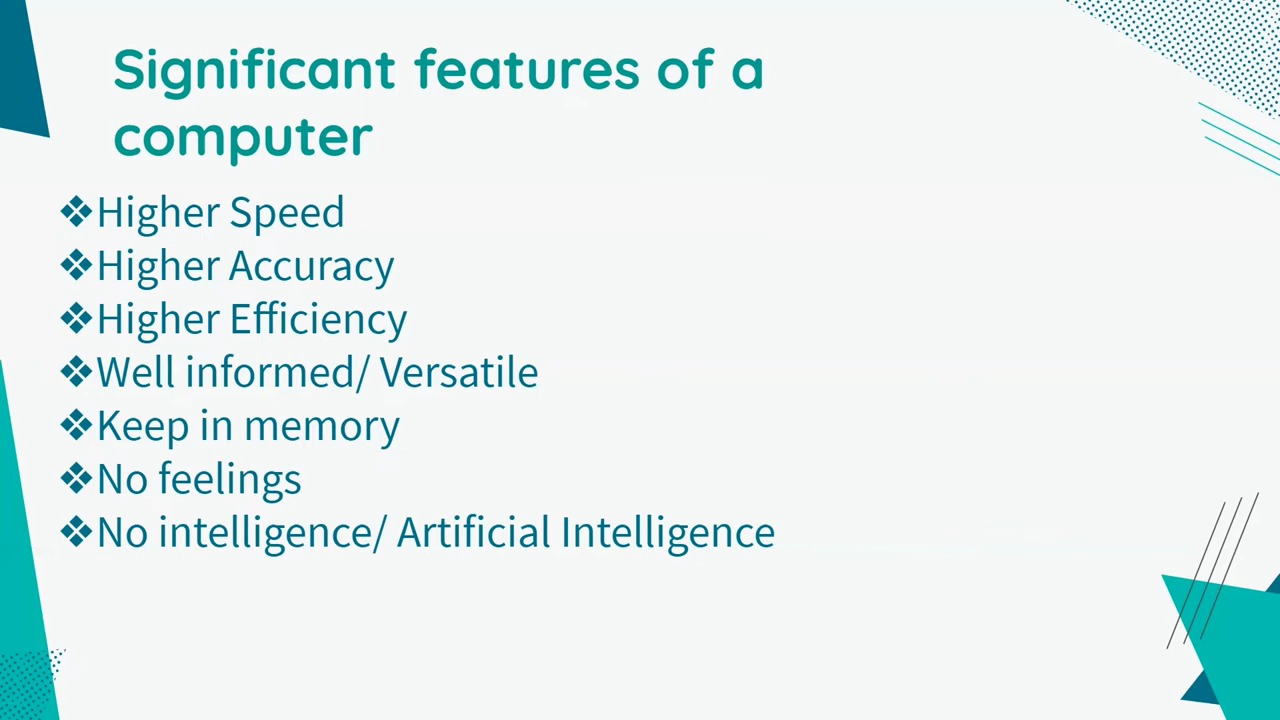 Significant features of a
computer
❖Higher Speed
❖Higher Accuracy
❖Higher Efficiency
❖Well informed/ Versatile
❖Keep in memory
❖No feelings
❖No intelligence/ Artificial Intelligence